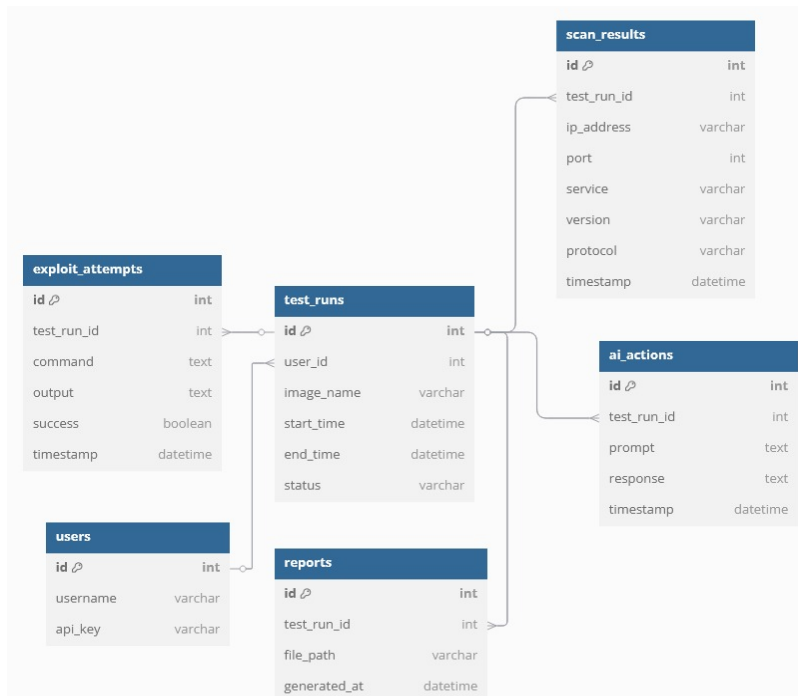 scan_results
id int
test_run_id int
ip_address varchar
port int
service varchar
version varchar
protocol varchar
timestamp datetime
exploit_attempts
id int
test_run_id int
command text
output text
success boolean
timestamp datetime
test_runs
id int
user_id int
image_name varchar
start_time datetime
end_time datetime
status varchar
ai_actions
id int
test_run_id int
prompt text
response text
timestamp datetime
users
id int
username varchar
api_key varchar
reports
id int
test_run_id int
file_path varchar
generated_at datetime